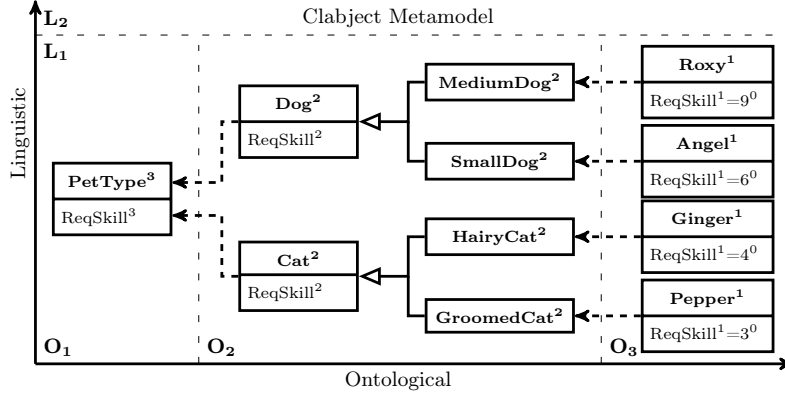 L₂
Clabject Metamodel
L₁
Linguistic
PetType³
ReqSkill³
Dog²
ReqSkill²
Cat²
ReqSkill²
MediumDog²
SmallDog²
HairyCat²
GroomedCat²
Roxy¹
ReqSkill¹=9⁰
Angel¹
ReqSkill¹=6⁰
Ginger¹
ReqSkill¹=4⁰
Pepper¹
ReqSkill¹=3⁰
O₁
O₂
O₃
Ontological